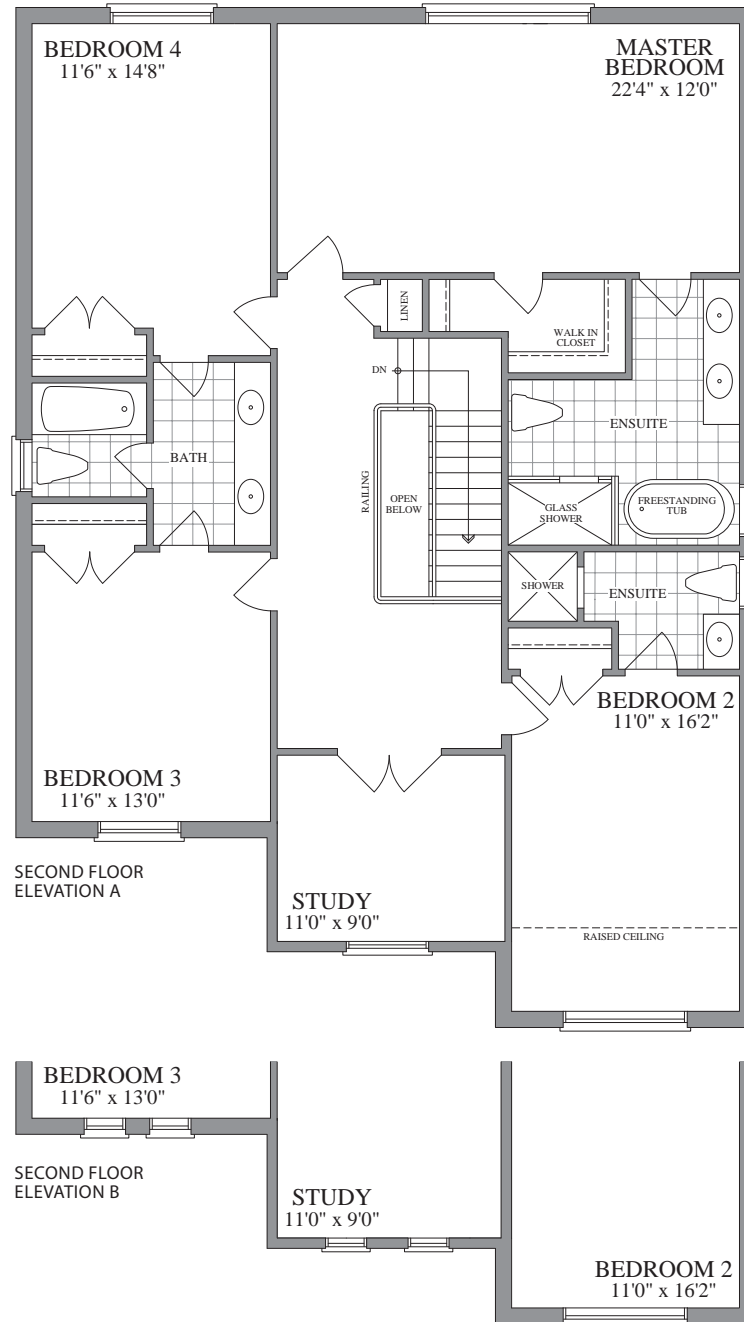 BEDROOM 4
11'6" x 14'8"
MASTER
BEDROOM
22'4" x 12'0"
LINEN
WALK IN
CLOSET
DN
ENSUITE
BATH
RAILING
OPEN
BELOW
GLASS
SHOWER
FREESTANDING
TUB
SHOWER
ENSUITE
BEDROOM 2
11'0" x 16'2"
BEDROOM 3
11'6" x 13'0"
SECOND FLOOR
ELEVATION A
STUDY
11'0" x 9'0"
RAISED CEILING
BEDROOM 3
11'6" x 13'0"
SECOND FLOOR
ELEVATION B
STUDY
11'0" x 9'0"
BEDROOM 2
11'0" x 16'2"